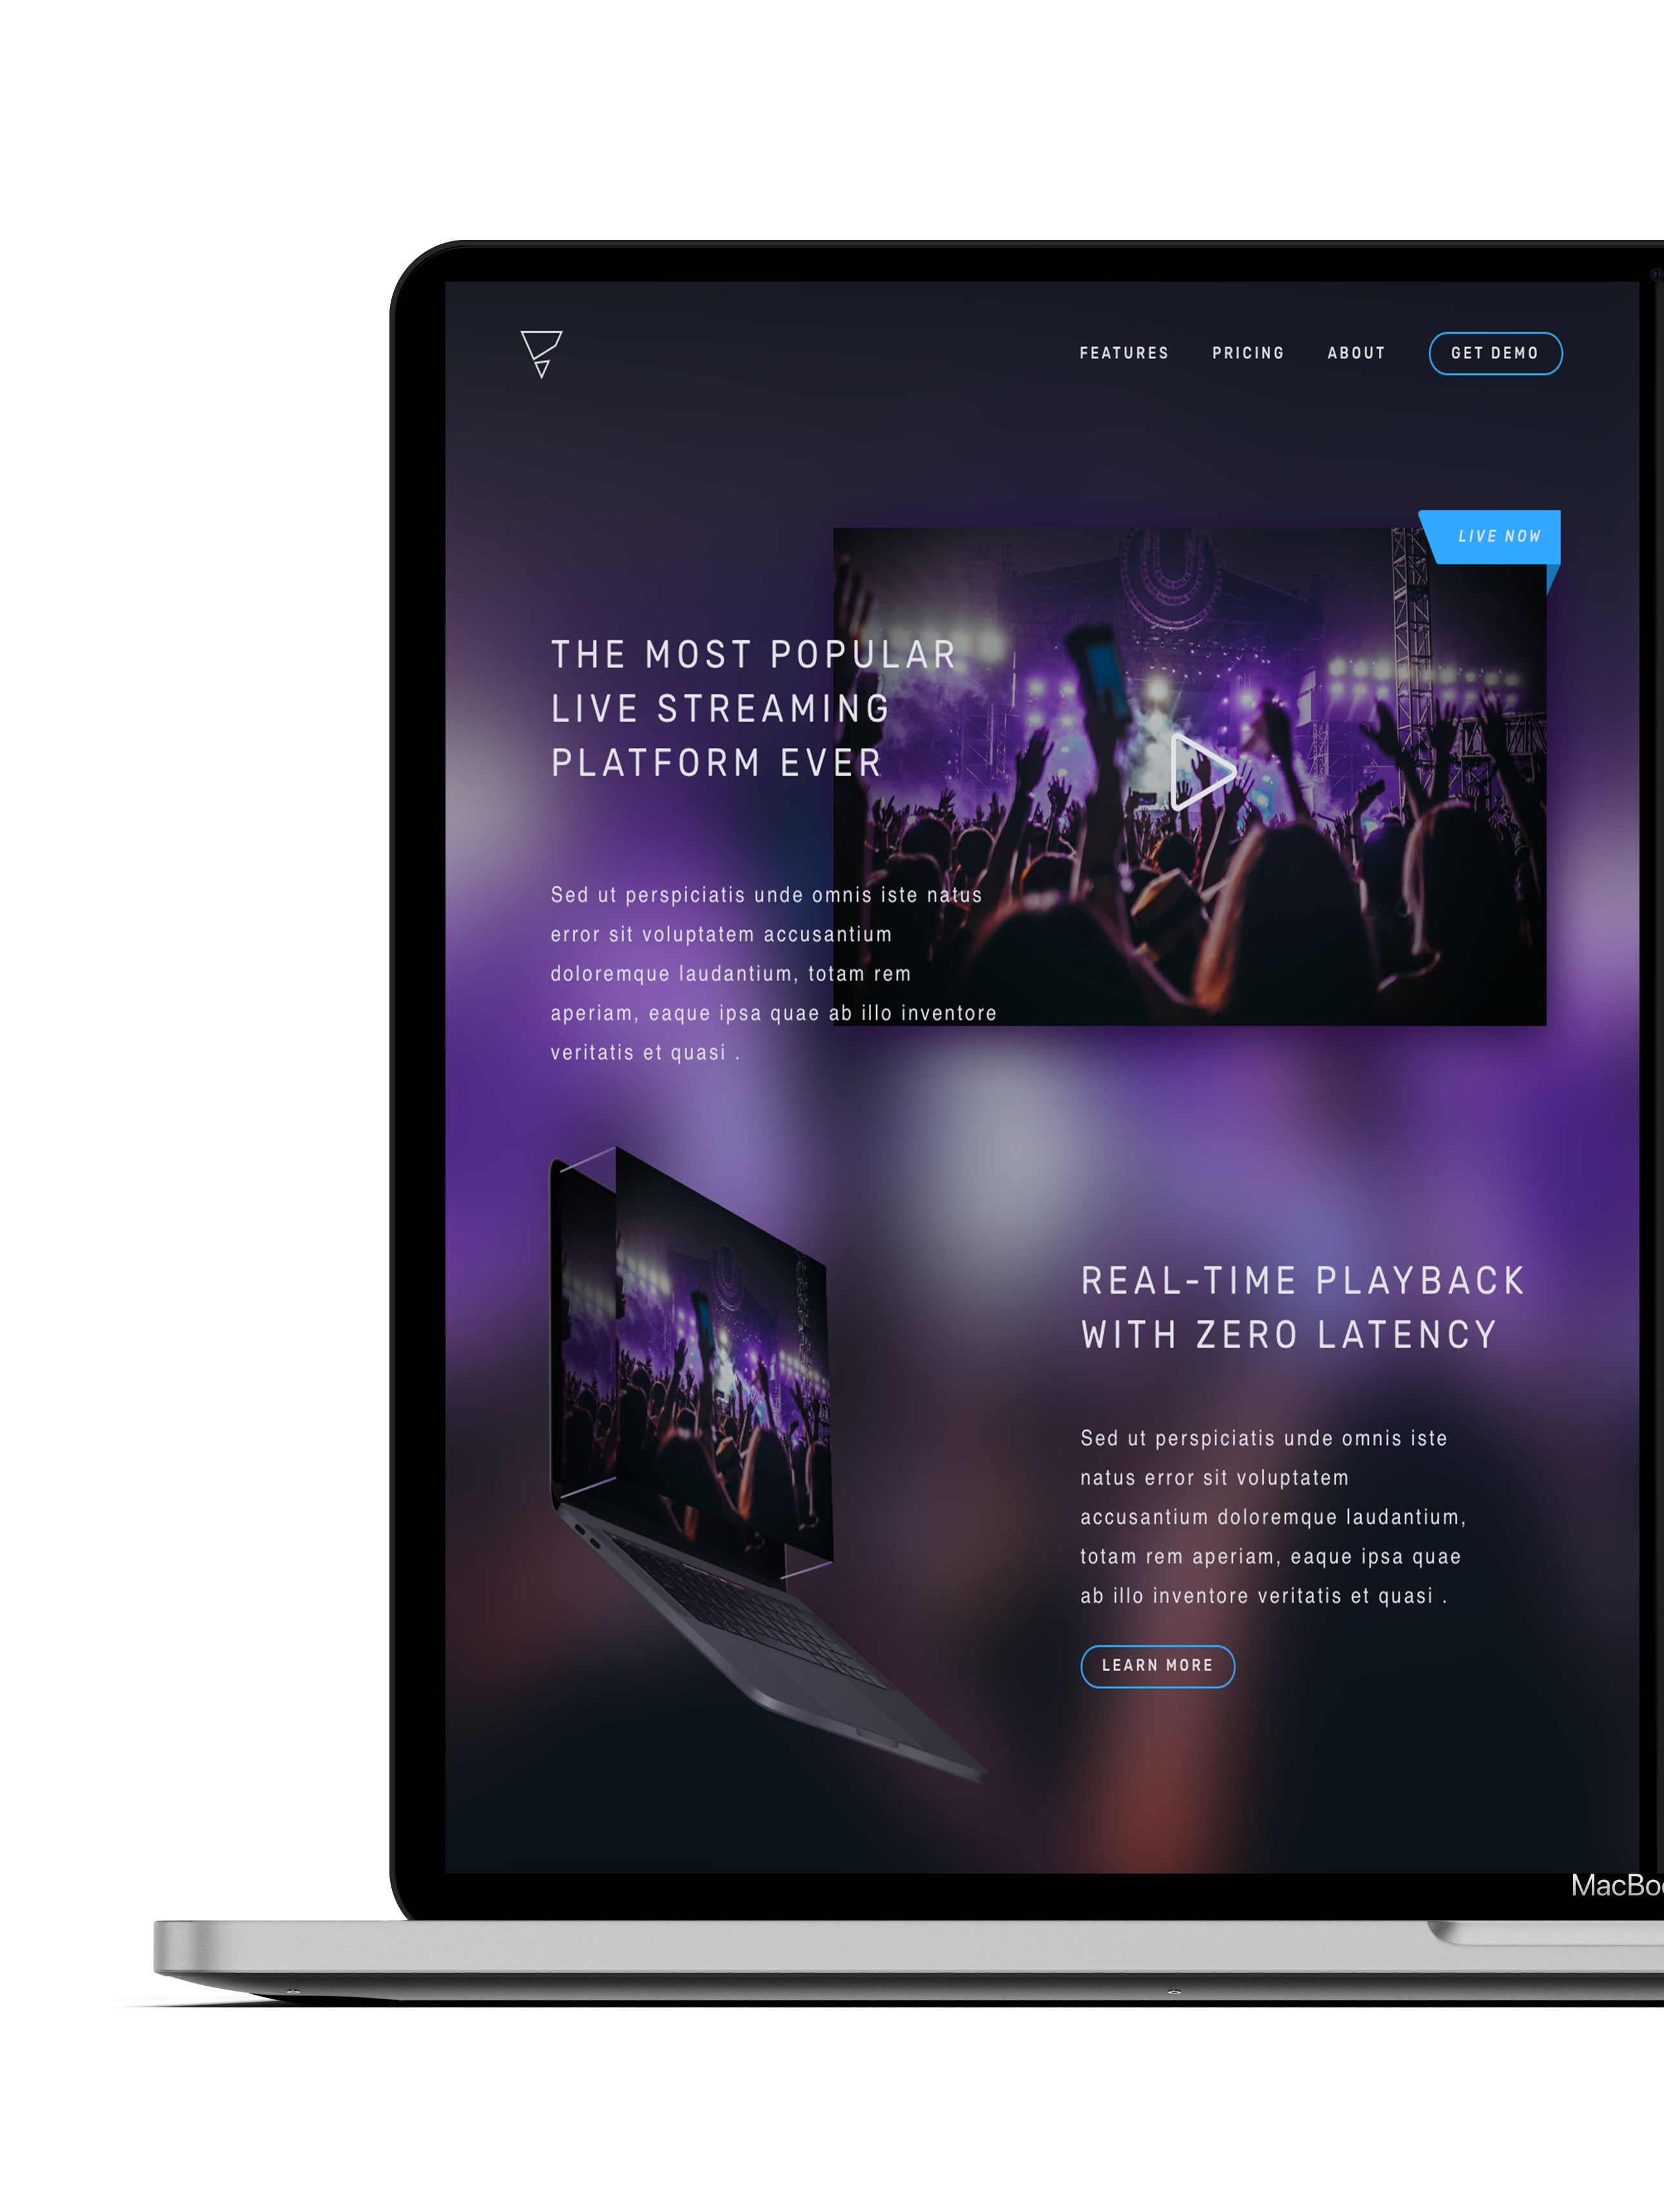 FEATURES PRICING ABOUT GET DEMO
LIVE NOW
THE MOST POPULAR
LIVE STREAMING
PLATFORM EVER
Sed ut perspiciatis unde omnis iste natus
error sit voluptatem accusantium
doloremque laudantium, totam rem
aperiam, eaque ipsa quae ab illo inventore
veritatis et quasi .
REAL-TIME PLAYBACK
WITH ZERO LATENCY
Sed ut perspiciatis unde omnis iste
natus error sit voluptatem
accusantium doloremque laudantium,
totam rem aperiam, eaque ipsa quae
ab illo inventore veritatis et quasi .
LEARN MORE